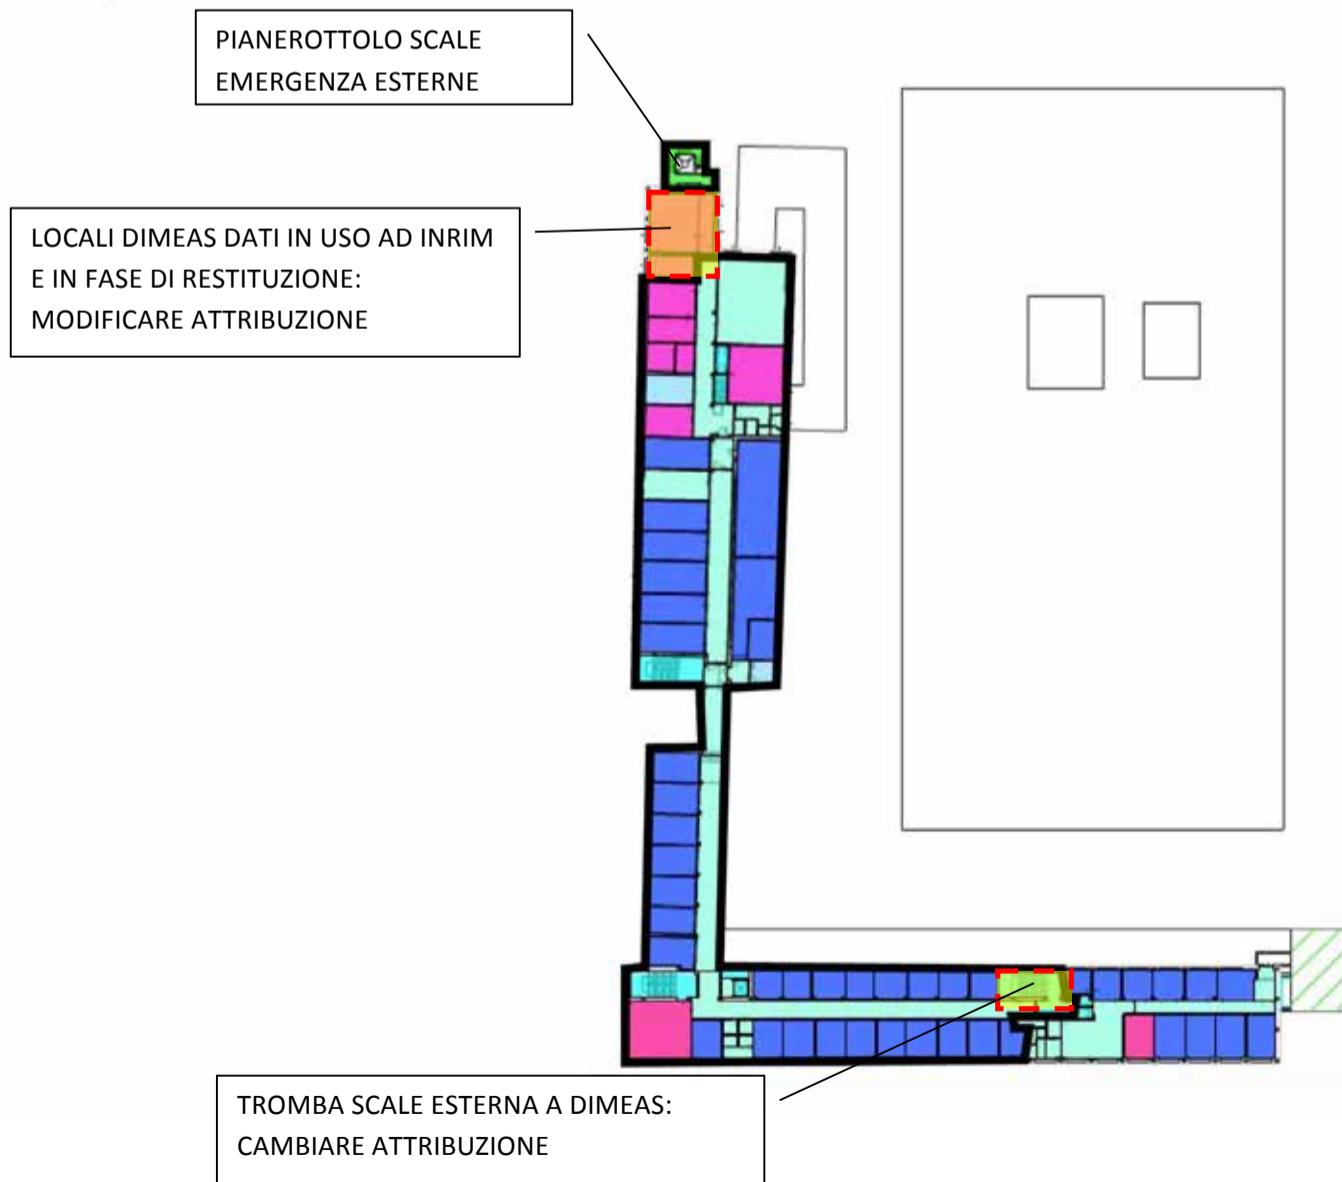 PIANEROTTOLO SCALE
EMERGENZA ESTERNE
LOCALI DIMEAS DATI IN USO AD INRIM
E IN FASE DI RESTITUZIONE:
MODIFICARE ATTRIBUZIONE
TROMBA SCALE ESTERNA A DIMEAS:
CAMBIARE ATTRIBUZIONE